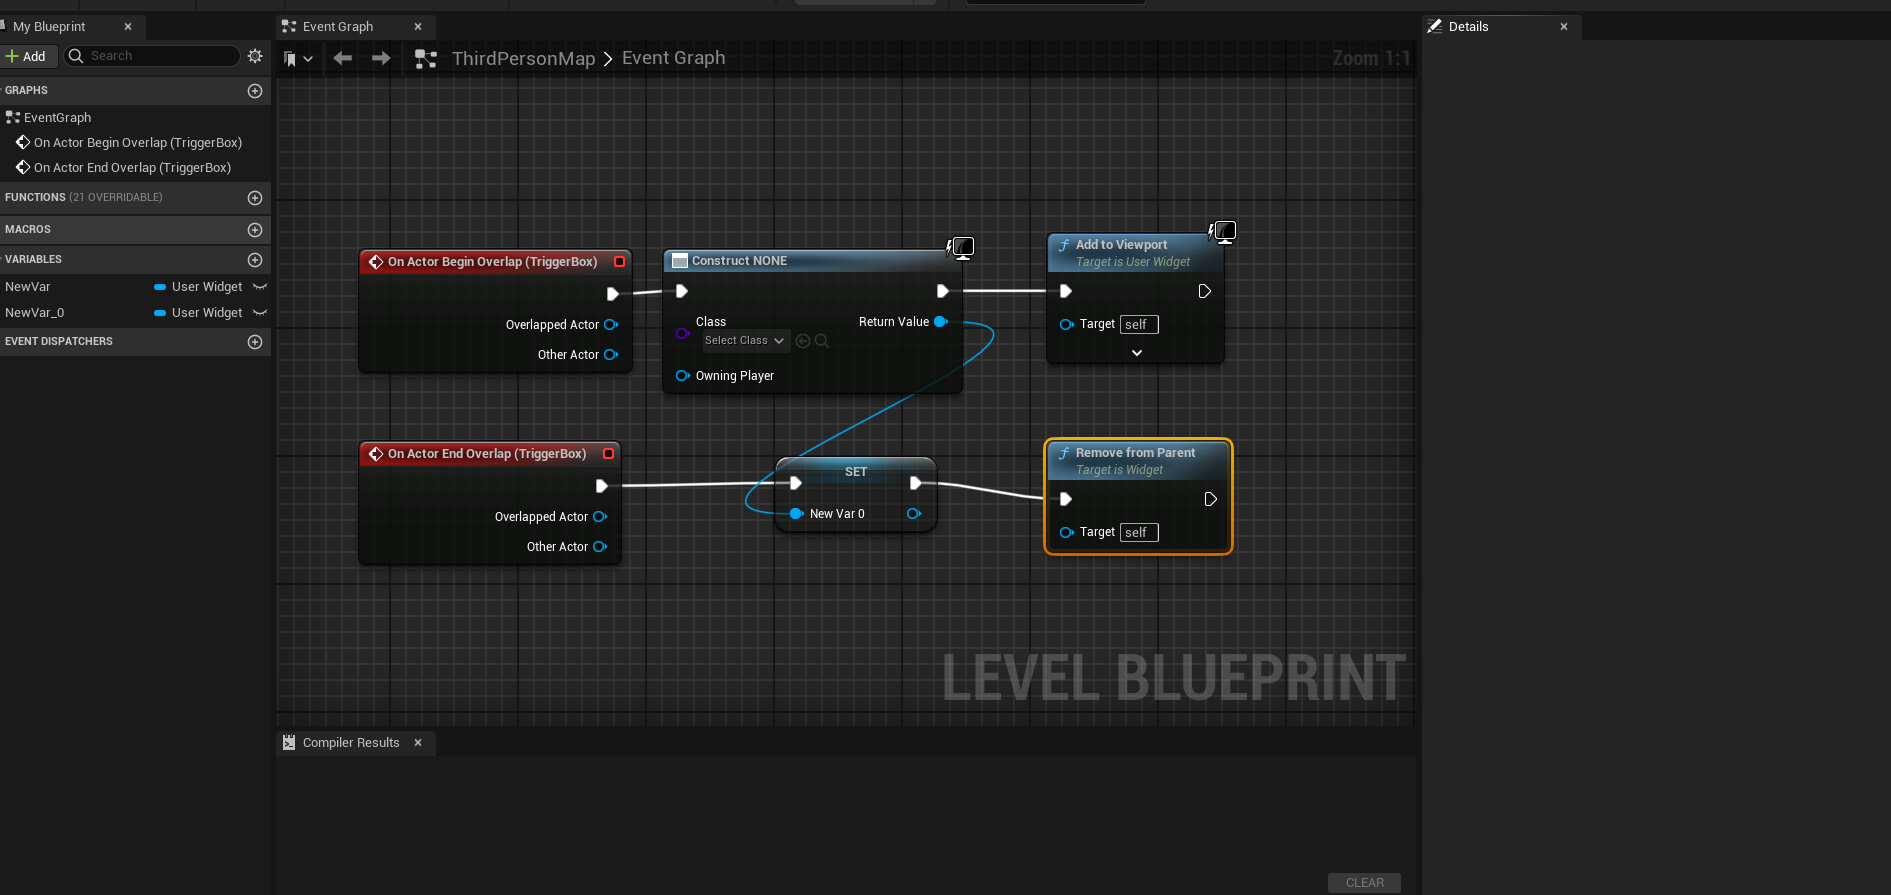 My Blueprint
Event Graph
Details
Add
Search
ThirdPersonMap
Event Graph
Zoom 1:1
GRAPHS
EventGraph
On Actor Begin Overlap (TriggerBox)
On Actor End Overlap (TriggerBox)
FUNCTIONS (21 OVERRIDABLE)
MACROS
VARIABLES
NewVar User Widget
NewVar_0 User Widget
EVENT DISPATCHERS
On Actor Begin Overlap (TriggerBox)
Overlapped Actor
Other Actor
Construct NONE
Class
Select Class
Return Value
Owning Player
Add to Viewport
Target is User Widget
Target self
On Actor End Overlap (TriggerBox)
Overlapped Actor
Other Actor
SET
New Var 0
Remove from Parent
Target is Widget
Target self
LEVEL BLUEPRINT
Compiler Results
CLEAR